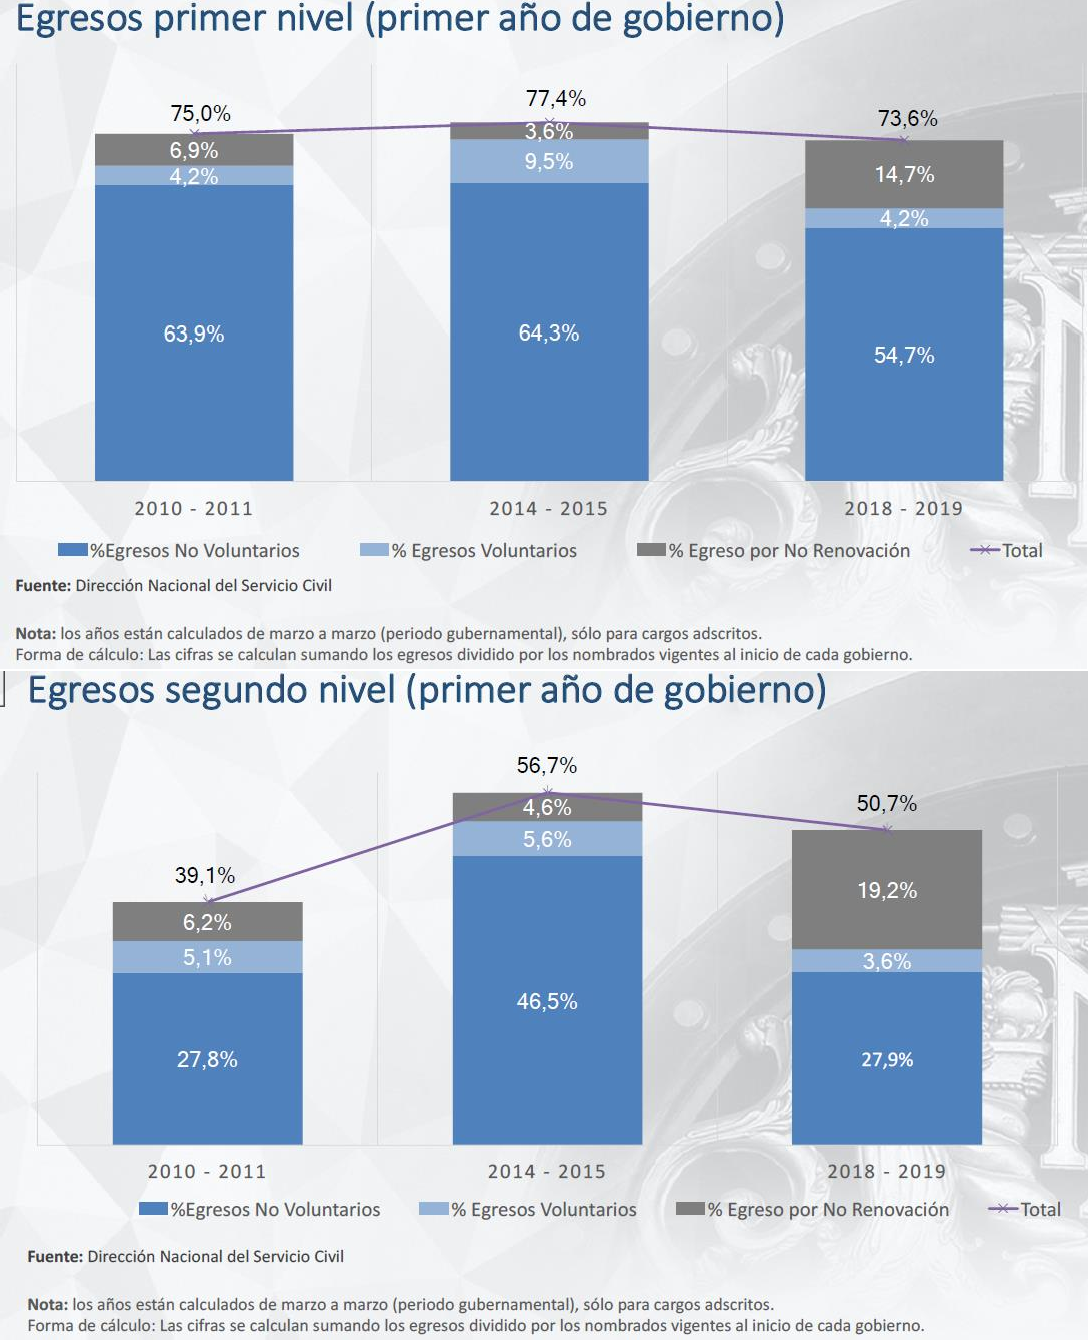 Egresos primer nivel (primer año de gobierno)
75,0%
77,4%
73,6%
6,9%
3,6%
14,7%
4,2%
9,5%
4,2%
63,9%
64,3%
54,7%
2010 - 2011
2014 - 2015
2018 - 2019
%Egresos No Voluntarios
% Egresos Voluntarios
% Egreso por No Renovación
Total
Fuente: Dirección Nacional del Servicio Civil
Nota: los años están calculados de marzo a marzo (periodo gubernamental), sólo para cargos adscritos.
Forma de cálculo: Las cifras se calculan sumando los egresos dividido por los nombrados vigentes al inicio de cada gobierno.
Egresos segundo nivel (primer año de gobierno)
39,1%
56,7%
50,7%
6,2%
4,6%
19,2%
5,1%
5,6%
3,6%
27,8%
46,5%
27,9%
2010 - 2011
2014 - 2015
2018 - 2019
%Egresos No Voluntarios
% Egresos Voluntarios
% Egreso por No Renovación
Total
Fuente: Dirección Nacional del Servicio Civil
Nota: los años están calculados de marzo a marzo (periodo gubernamental), sólo para cargos adscritos.
Forma de cálculo: Las cifras se calculan sumando los egresos dividido por los nombrados vigentes al inicio de cada gobierno.